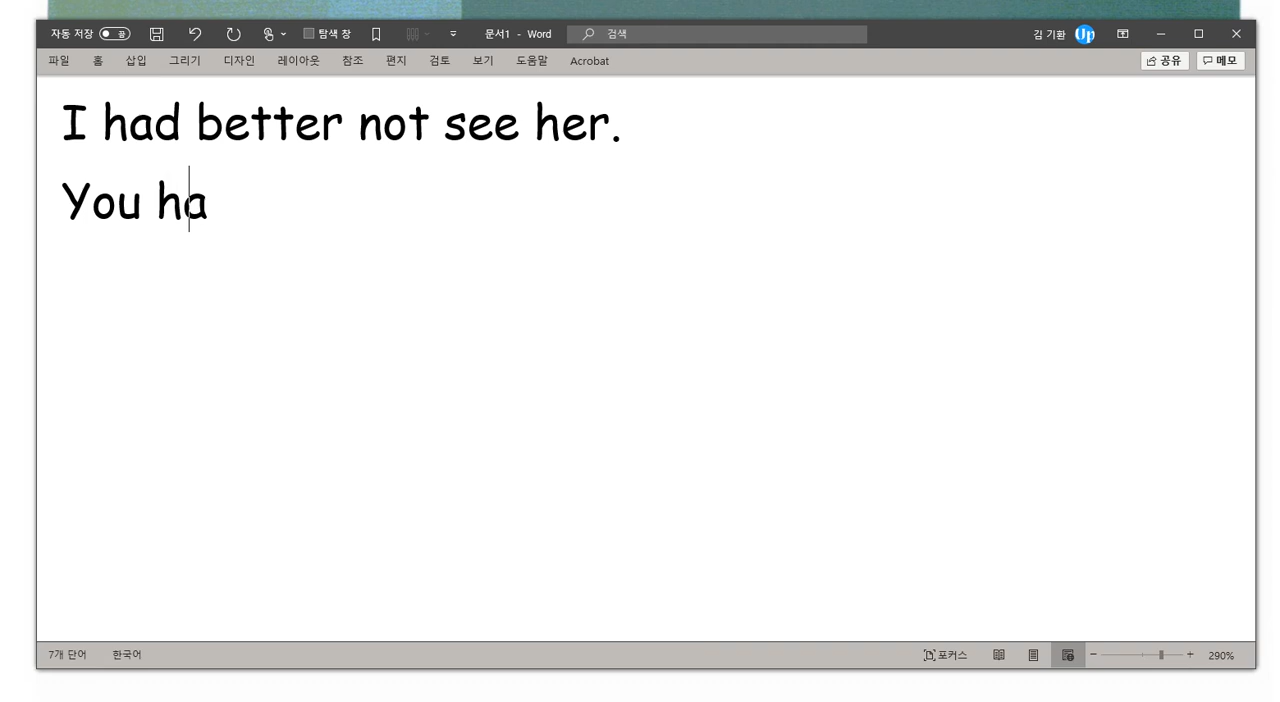 자동 저장 끔 탐색 창 문서1 - Word 검색 김 기환 Up
파일 홈 삽입 그리기 디자인 레이아웃 참조 편지 검토 보기 도움말 Acrobat 공유 메모
I had better not see her.
You ha
7개 단어 한국어 포커스 290%